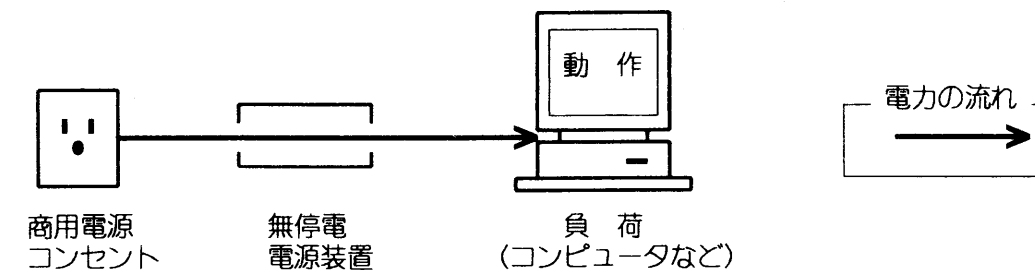 動 作
電力の流れ
商用電源
コンセント
無停電
電源装置
負 荷
(コンピュータなど)